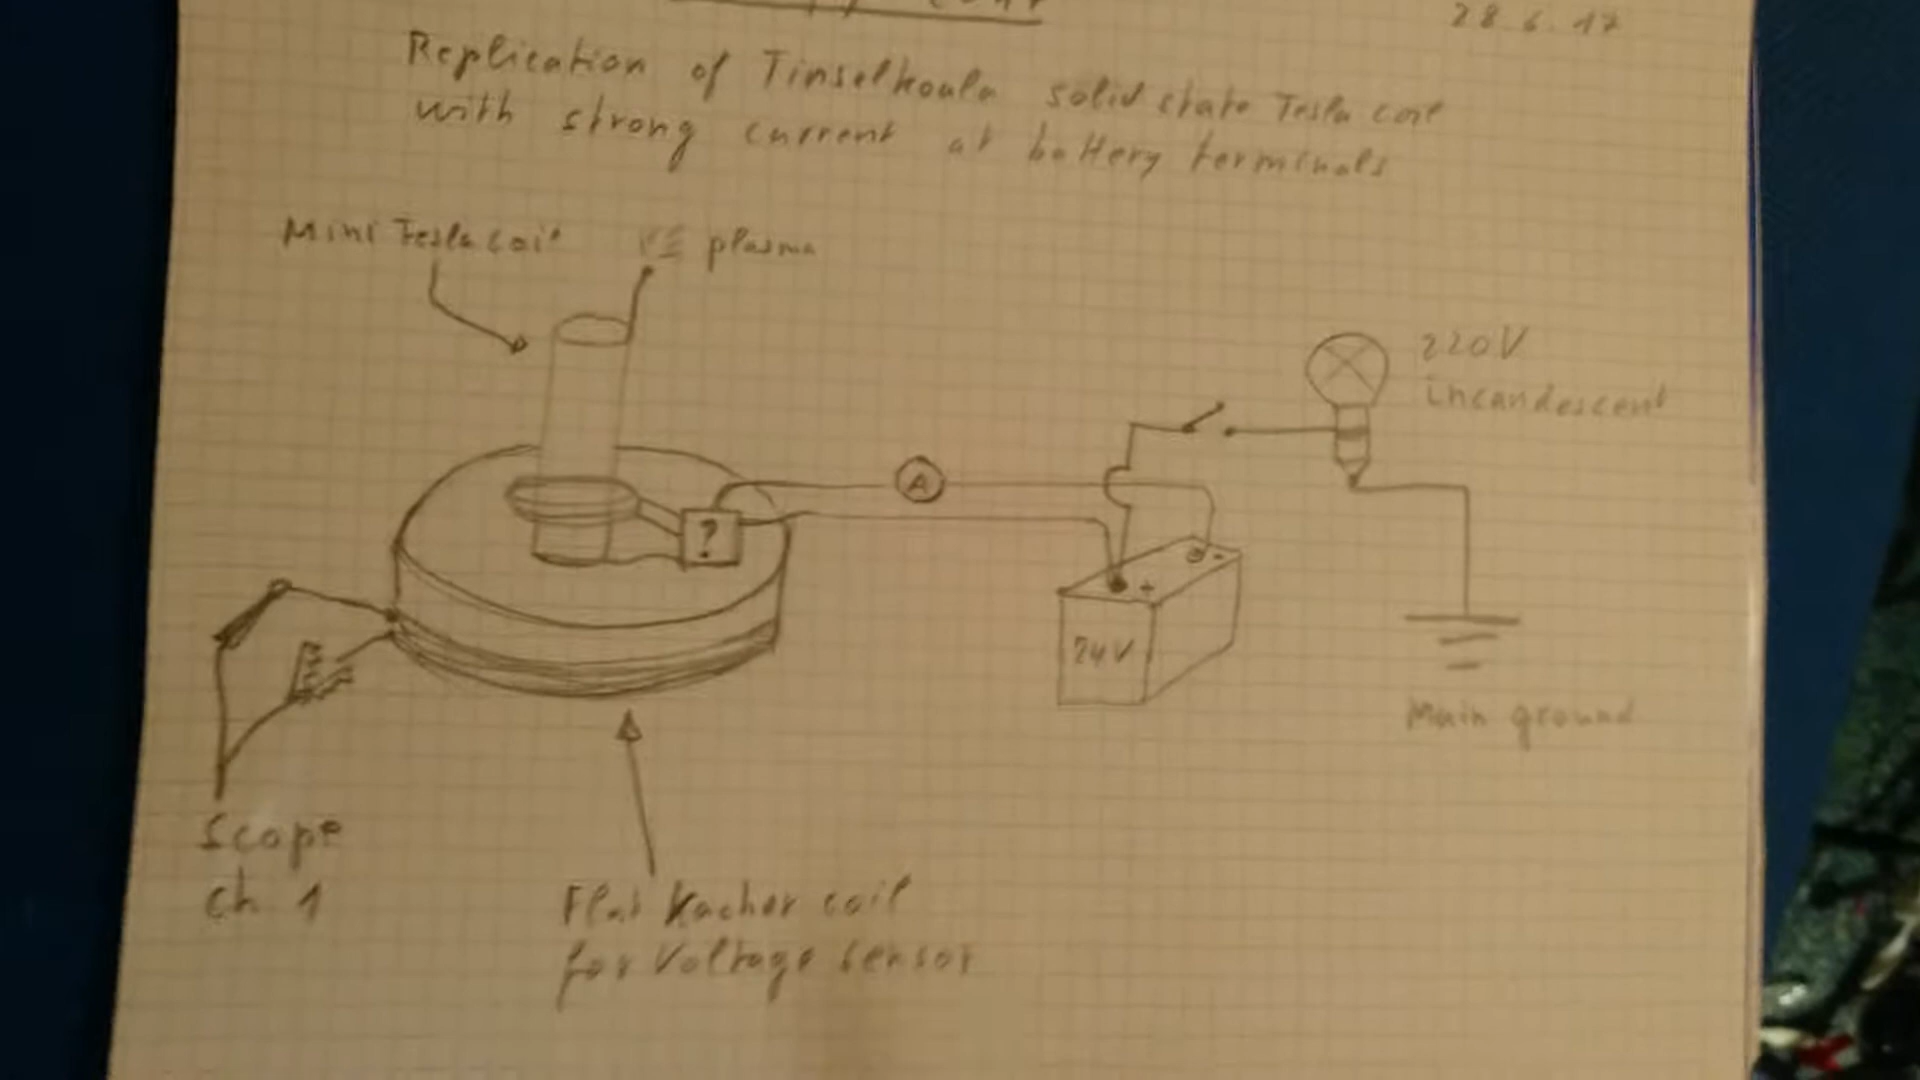 28.6.17
Replication of Tinselkoala solid state Tesla coil
with strong current at battery terminals
Mini Tesla coil
plasma
220V
incandescent
A
?
+ -
24V
Main ground
Scope
Ch 1
Flat Kacher coil
for Voltage sensor